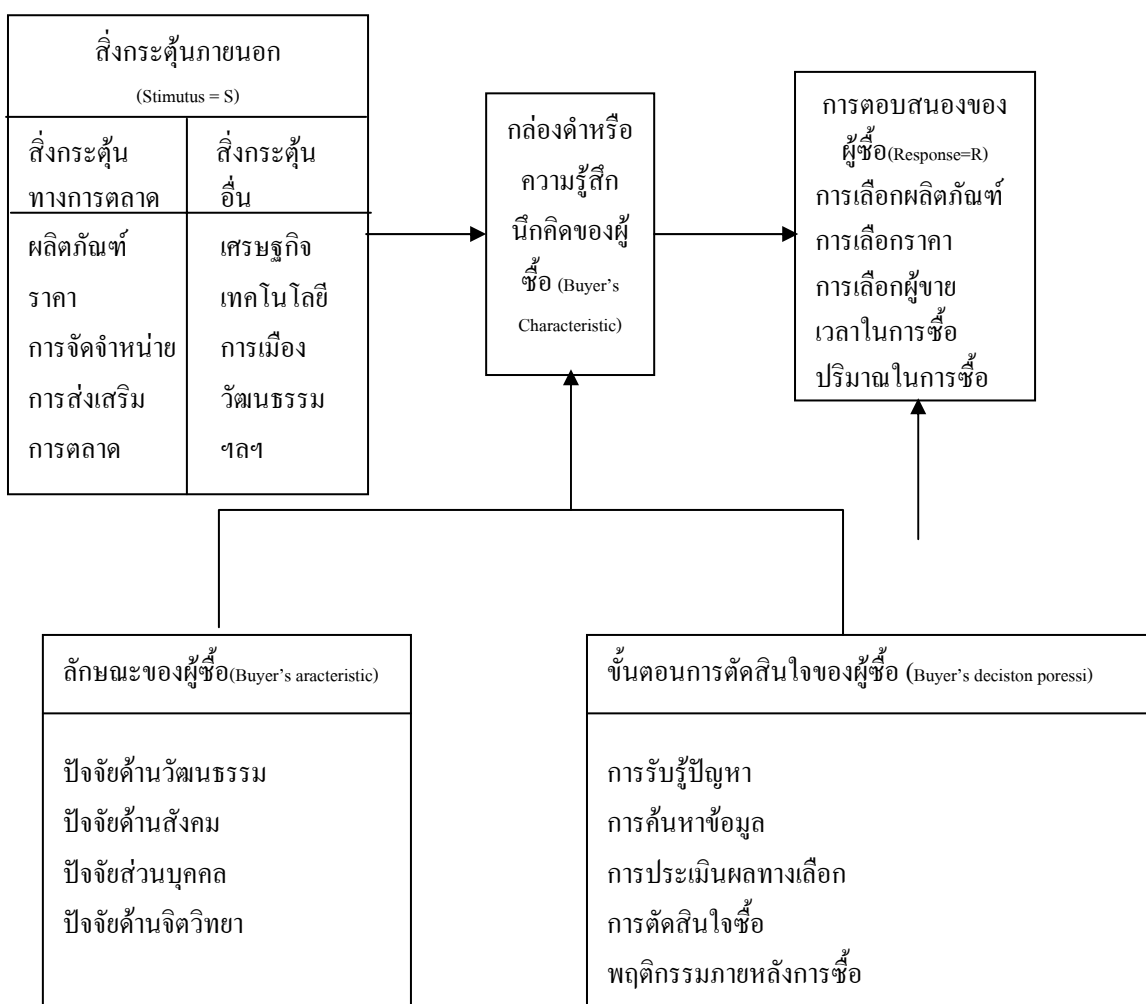 สิ่งกระตุ้นภายนอก
(Stimutus = S)
สิ่งกระตุ้น
ทางการตลาด
สิ่งกระตุ้น
อื่น
ผลิตภัณฑ์
ราคา
การจัดจำหน่าย
การส่งเสริม
การตลาด
เศรษฐกิจ
เทคโนโลยี
การเมือง
วัฒนธรรม
ฯลฯ
กล่องดำหรือ
ความรู้สึก
นึกคิดของผู้
ซื้อ (Buyer's
Characteristic)
การตอบสนองของ
ผู้ซื้อ(Response=R)
การเลือกผลิตภัณฑ์
การเลือกราคา
การเลือกผู้ขาย
เวลาในการซื้อ
ปริมาณในการซื้อ
ลักษณะของผู้ซื้อ(Buyer's aracteristic)
ปัจจัยด้านวัฒนธรรม
ปัจจัยด้านสังคม
ปัจจัยส่วนบุคคล
ปัจจัยด้านจิตวิทยา
ขั้นตอนการตัดสินใจของผู้ซื้อ (Buyer's deciston poressi)
การรับรู้ปัญหา
การค้นหาข้อมูล
การประเมินผลทางเลือก
การตัดสินใจซื้อ
พฤติกรรมภายหลังการซื้อ